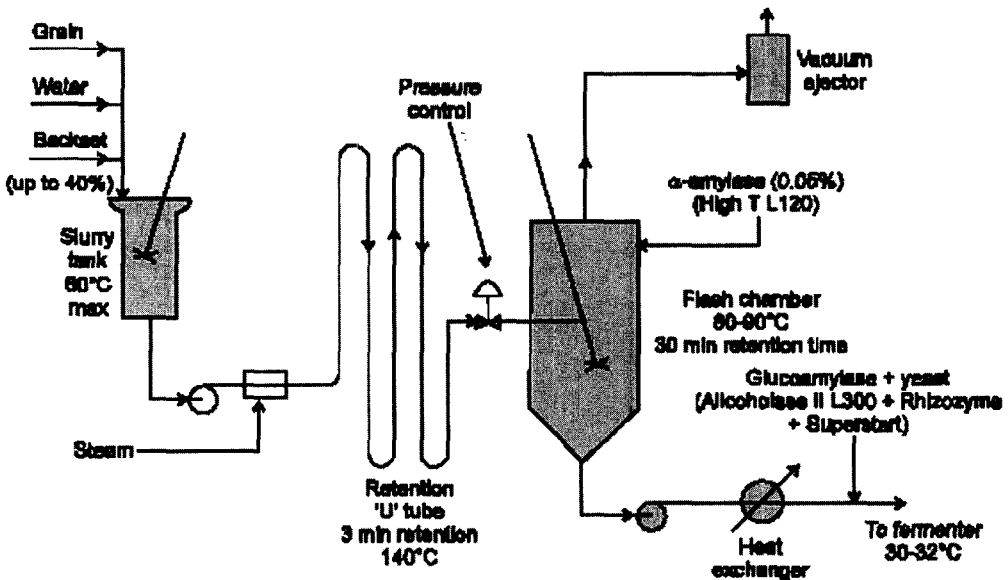 Grain
Water
Backset
(up to 40%)
Slurry
tank
60°C
max
Steam
Pressure
control
Retention
'U' tube
3 min retention
140°C
Vacuum
ejector
α-amylase (0.06%)
(High T L120)
Flash chamber
80-90°C
30 min retention time
Glucoamylase + yeast
(Alcoholase II L300 + Rhizozyme
+ Superstart)
Heat
exchanger
To fermenter
30-32°C